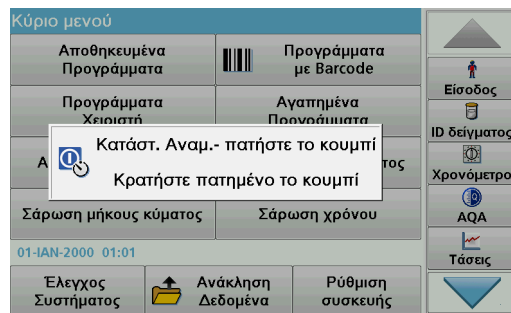 Κύριο μενού
Αποθηκευμένα
Προγράμματα
Προγράμματα
με Barcode
Προγράμματα
Χειριστή
Αγαπημένα
Προγράμματα
Κατάστ. Αναμ.- πατήστε το κουμπί
Κρατήστε πατημένο το κουμπί
Σάρωση μήκους κύματος
Σάρωση χρόνου
01-ΙΑΝ-2000 01:01
Έλεγχος
Συστήματος
Ανάκληση
Δεδομένα
Ρύθμιση
συσκευής
Είσοδος
ID δείγματος
Χρονόμετρο
AQA
Τάσεις